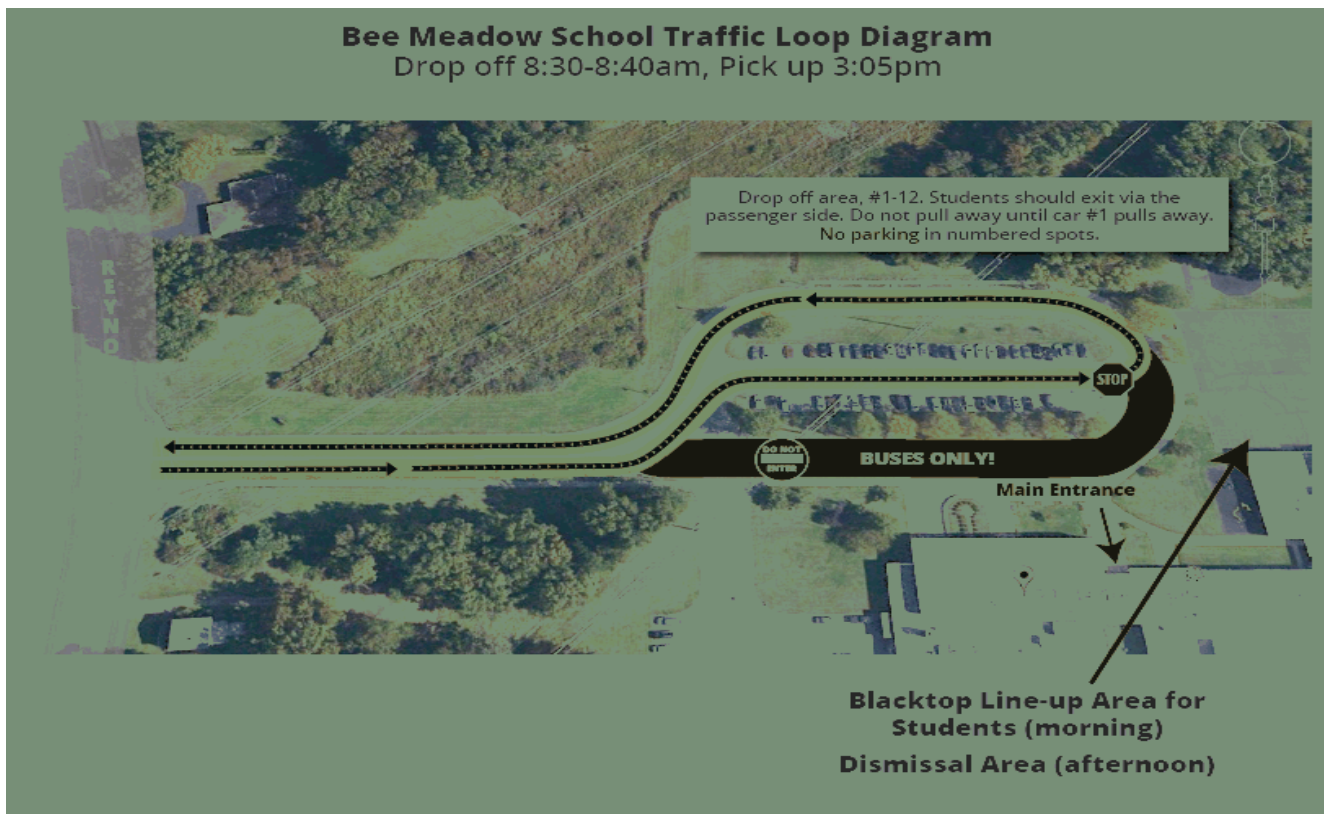 Bee Meadow School Traffic Loop Diagram
Drop off 8:30-8:40am, Pick up 3:05pm
Drop off area, #1-12. Students should exit via the
passenger side. Do not pull away until car #1 pulls away.
No parking in numbered spots.
REYNO
STOP
DO NOT
ENTER
BUSES ONLY!
Main Entrance
Blacktop Line-up Area for
Students (morning)
Dismissal Area (afternoon)